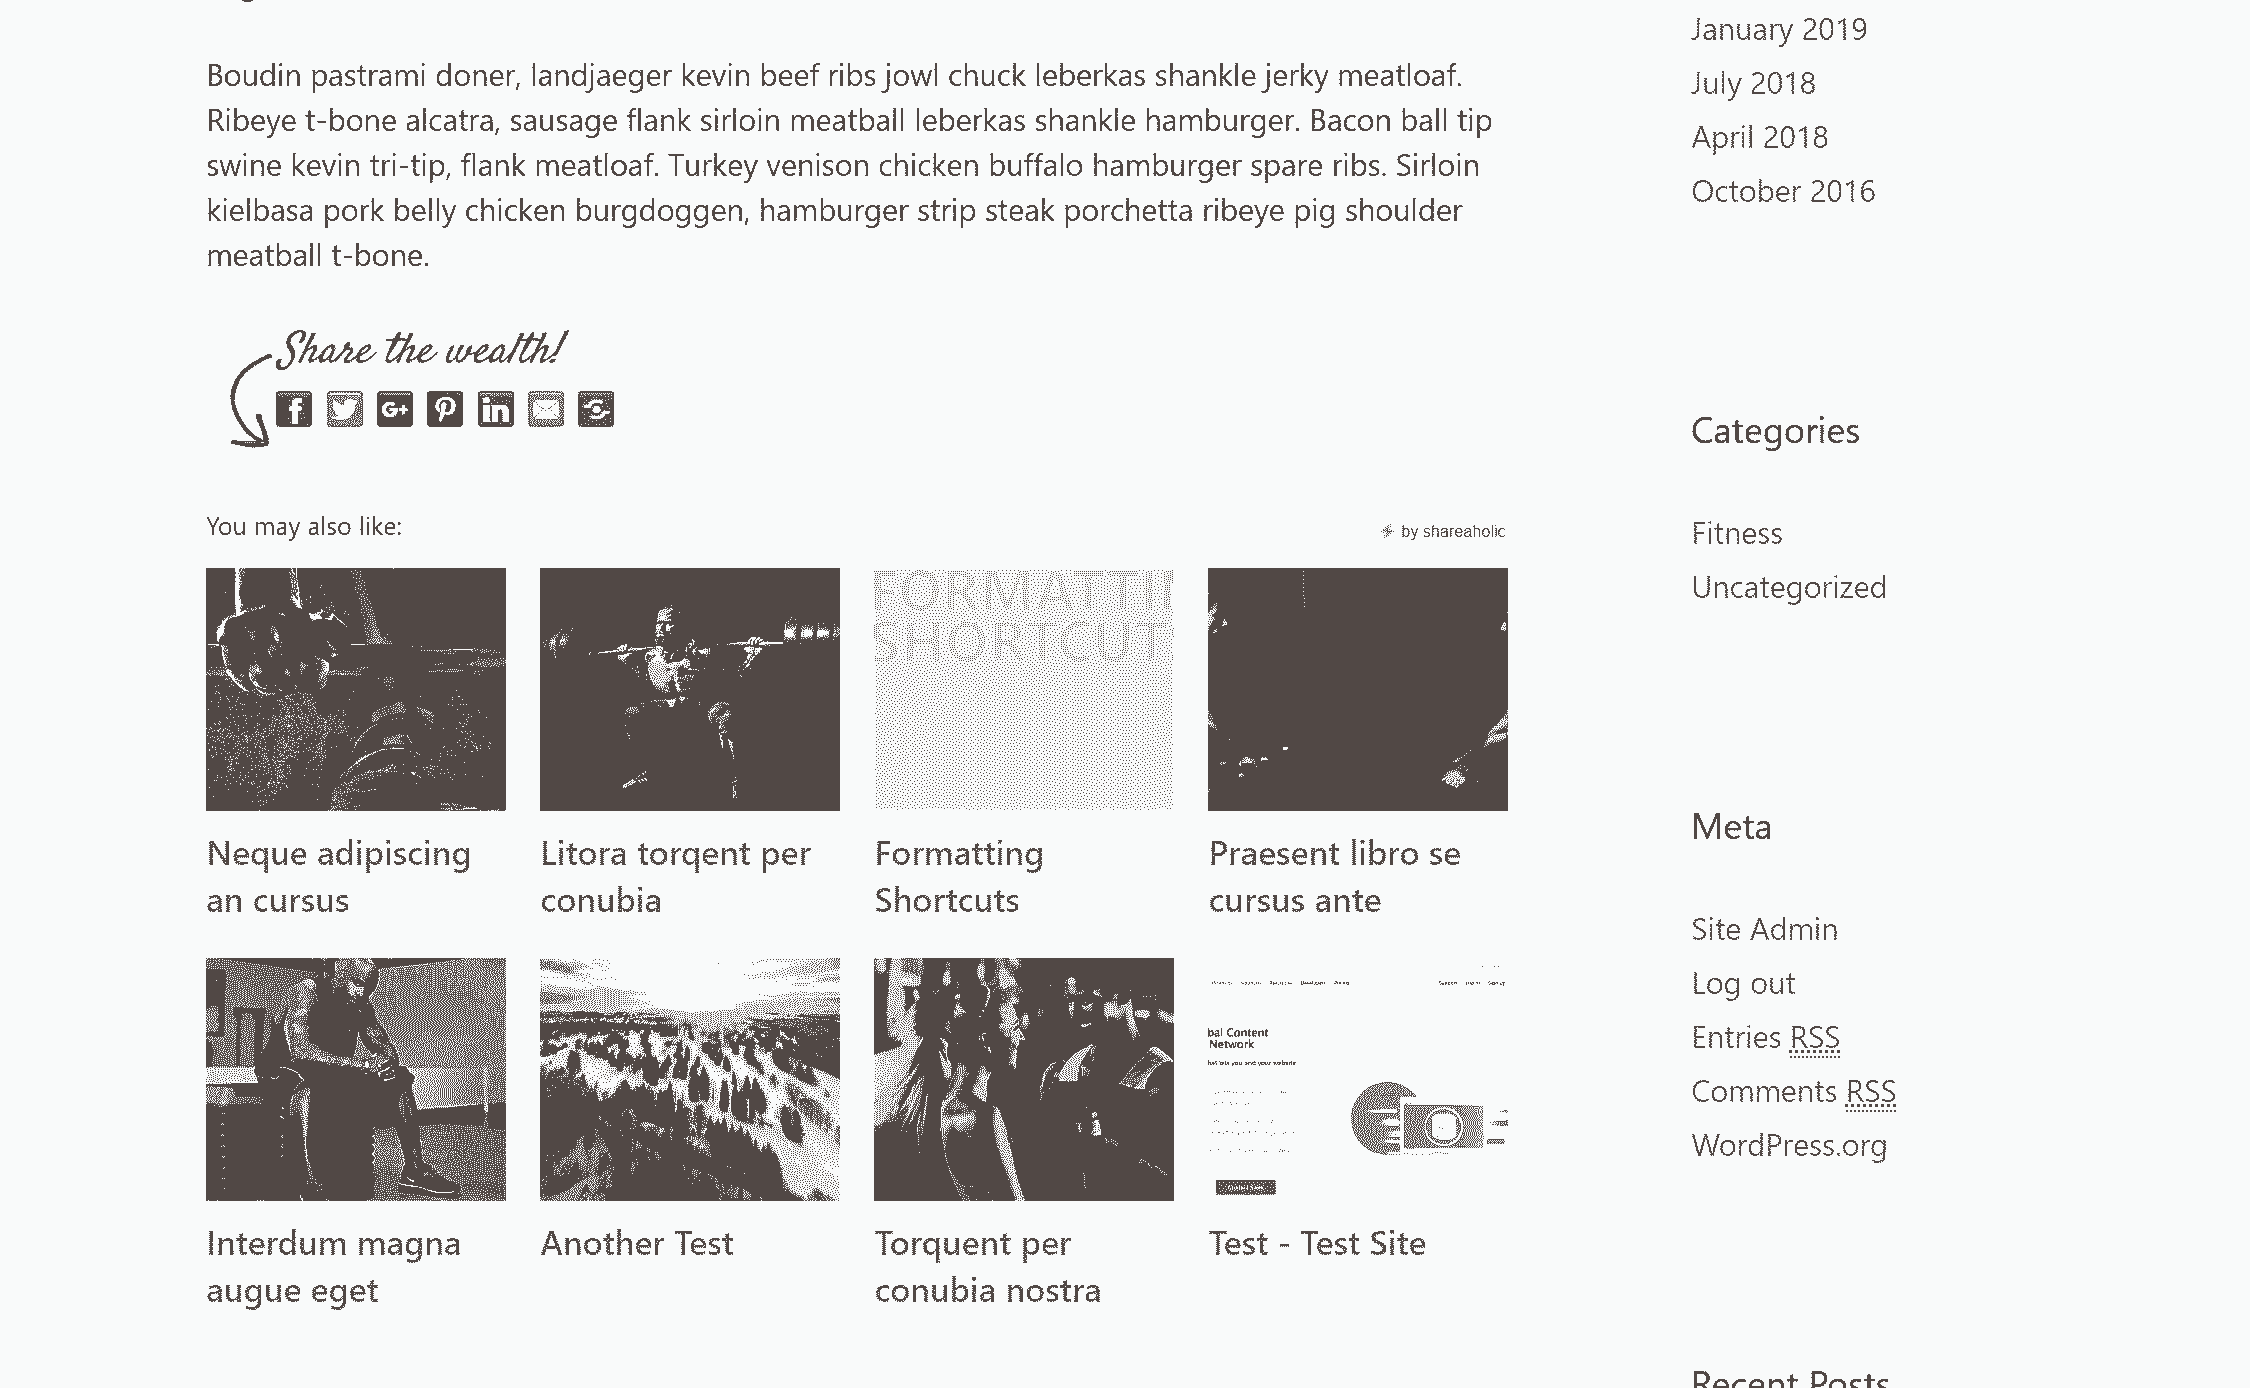 Boudin pastrami doner, landjaeger kevin beef ribs jowl chuck leberkas shankle jerky meatloaf.
Ribeye t-bone alcatra, sausage flank sirloin meatball leberkas shankle hamburger. Bacon ball tip
swine kevin tri-tip, flank meatloaf. Turkey venison chicken buffalo hamburger spare ribs. Sirloin
kielbasa pork belly chicken burgdoggen, hamburger strip steak porchetta ribeye pig shoulder
meatball t-bone.
Share the wealth!
You may also like:
by shareaholic
FORMATTI
SHORTCUT
Neque adipiscing
an cursus
Litora torqent per
conubia
Formatting
Shortcuts
Praesent libro se
cursus ante
bal Content
Network
Interdum magna
augue eget
Another Test
Torquent per
conubia nostra
Test - Test Site
January 2019
July 2018
April 2018
October 2016
Categories
Fitness
Uncategorized
Meta
Site Admin
Log out
Entries RSS
Comments RSS
WordPress.org
Recent Posts